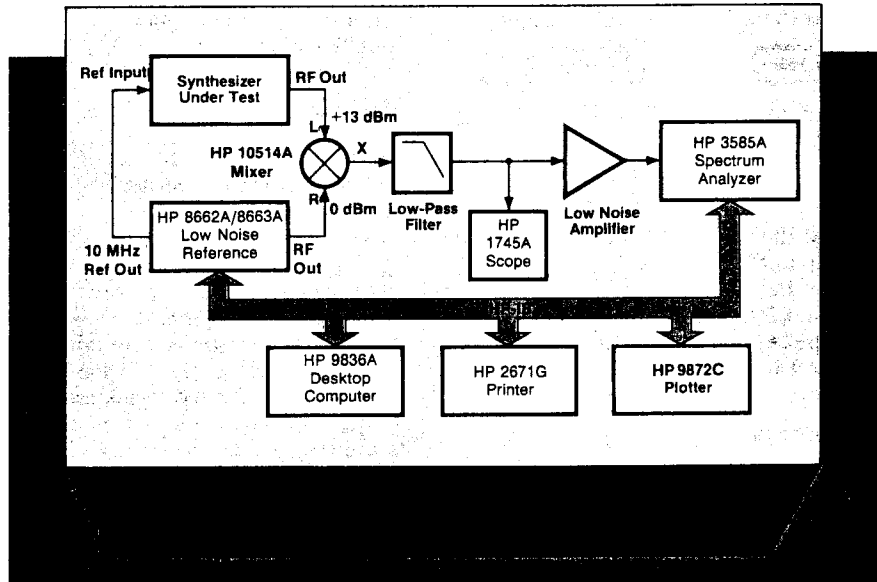 Ref Input
Synthesizer
Under Test
RF Out
L
+13 dBm
HP 10514A
Mixer
X
R
0 dBm
Low-Pass
Filter
HP
1745A
Scope
Low Noise
Amplifier
HP 3585A
Spectrum
Analyzer
HP 8662A/8663A
Low Noise
Reference
10 MHz
Ref Out
RF
Out
HP 9836A
Desktop
Computer
HP 2671G
Printer
HP 9872C
Plotter